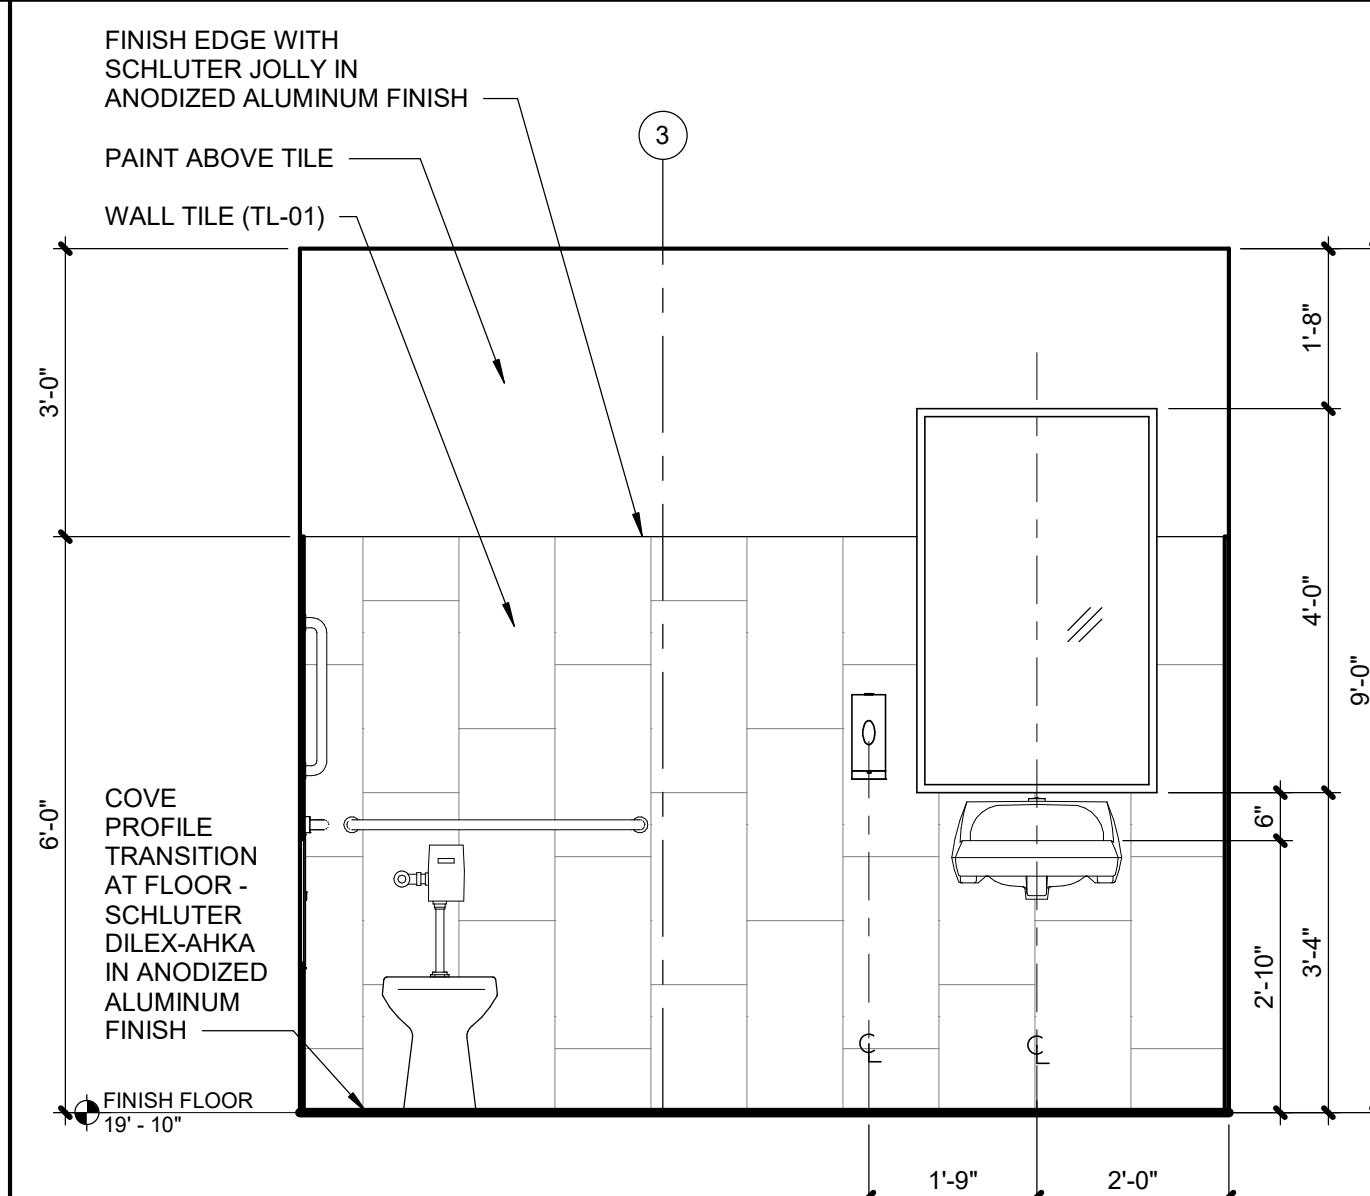 FINISH EDGE WITH
SCHLUTER JOLLY IN
ANODIZED ALUMINUM FINISH
3
PAINT ABOVE TILE
WALL TILE (TL-01)
3'-0"
1'-8"
4'-0"
9'-0"
6'-0"
COVE
PROFILE
TRANSITION
AT FLOOR -
SCHLUTER
DILEX-AHKA
IN ANODIZED
ALUMINUM
FINISH
6"
2'-10"
3'-4"
CL
CL
FINISH FLOOR
19' - 10"
1'-9"
2'-0"